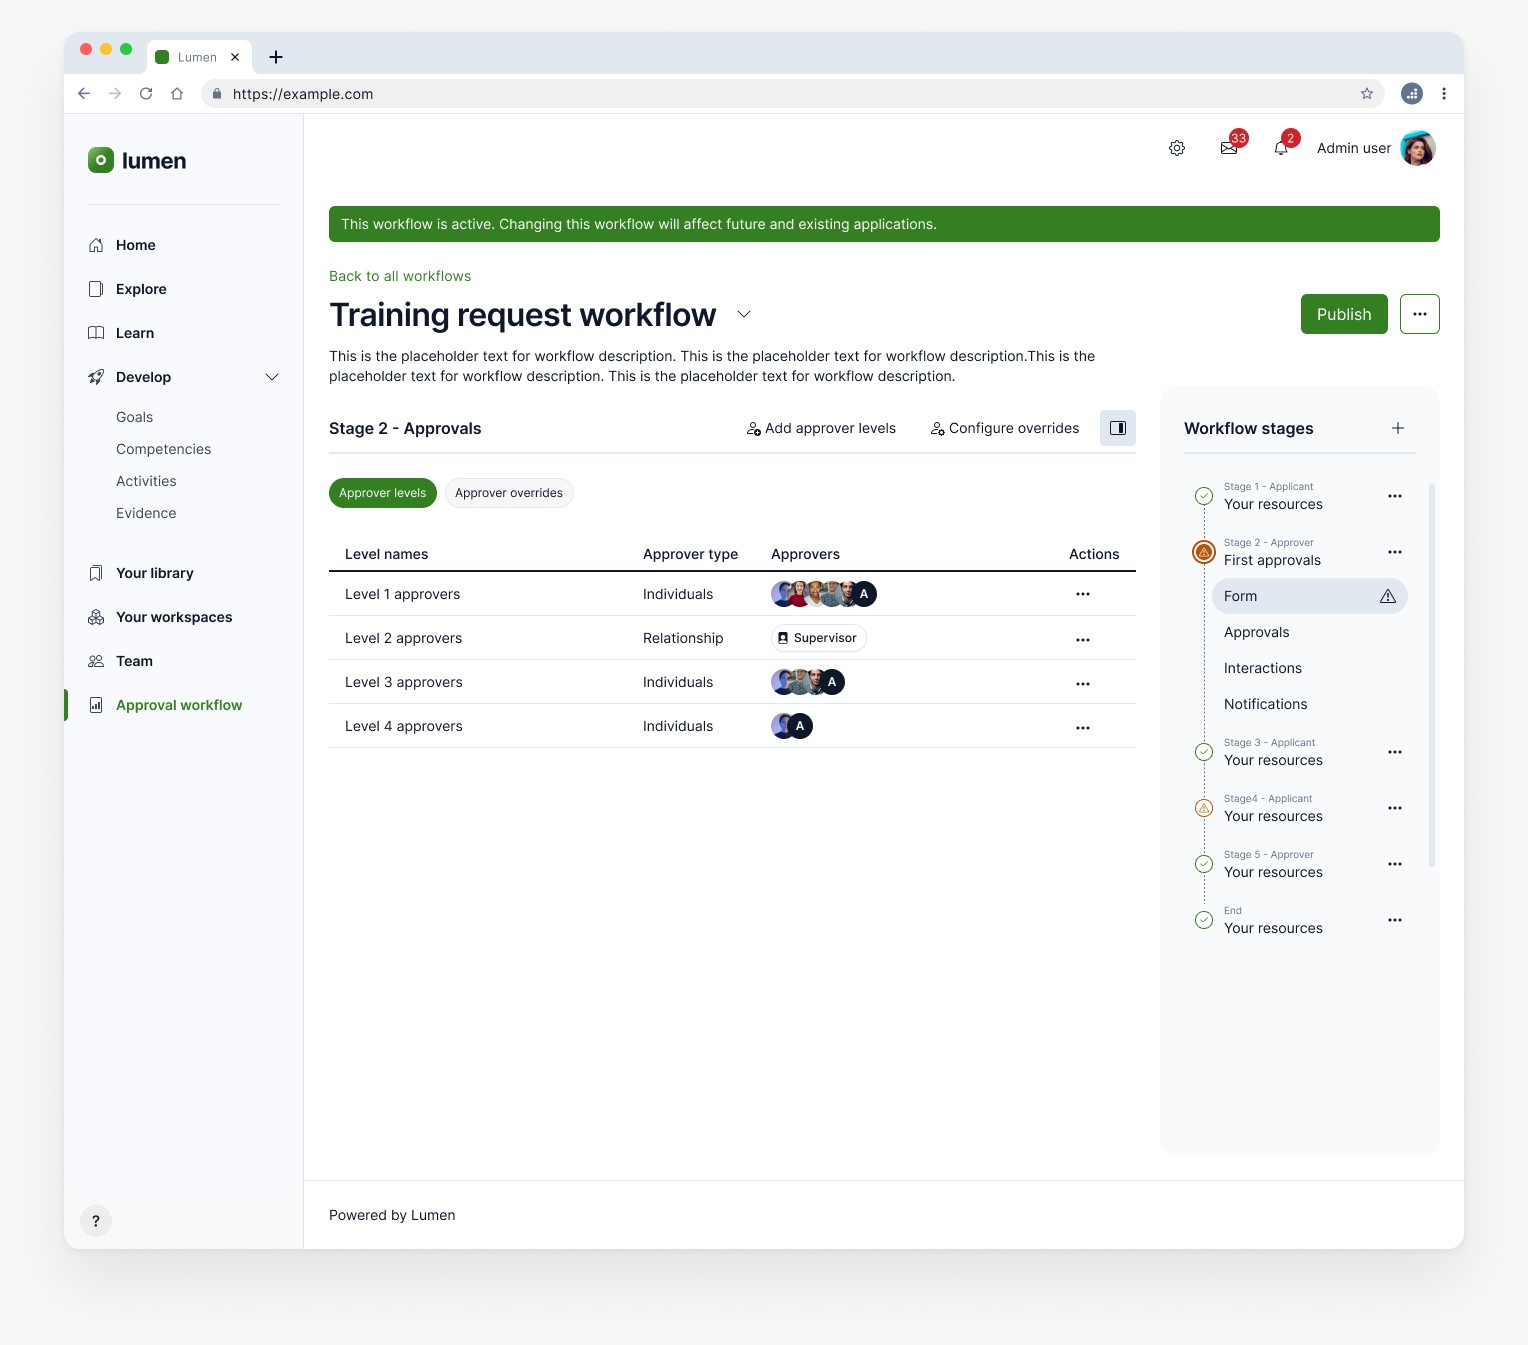 Lumen
https://example.com
lumen
33
2
Admin user
Home
Explore
Learn
Develop
Goals
Competencies
Activities
Evidence
Your library
Your workspaces
Team
Approval workflow
?
This workflow is active. Changing this workflow will affect future and existing applications.
Back to all workflows
Training request workflow
Publish
This is the placeholder text for workflow description. This is the placeholder text for workflow description.This is the
placeholder text for workflow description. This is the placeholder text for workflow description.
Stage 2 - Approvals
Add approver levels
Configure overrides
Approver levels
Approver overrides
Level names Approver type Approvers Actions
Level 1 approvers Individuals A
Level 2 approvers Relationship Supervisor
Level 3 approvers Individuals A
Level 4 approvers Individuals A
Workflow stages
Stage 1 - Applicant
Your resources
Stage 2 - Approver
First approvals
Form
Approvals
Interactions
Notifications
Stage 3 - Applicant
Your resources
Stage4 - Applicant
Your resources
Stage 5 - Approver
Your resources
End
Your resources
Powered by Lumen